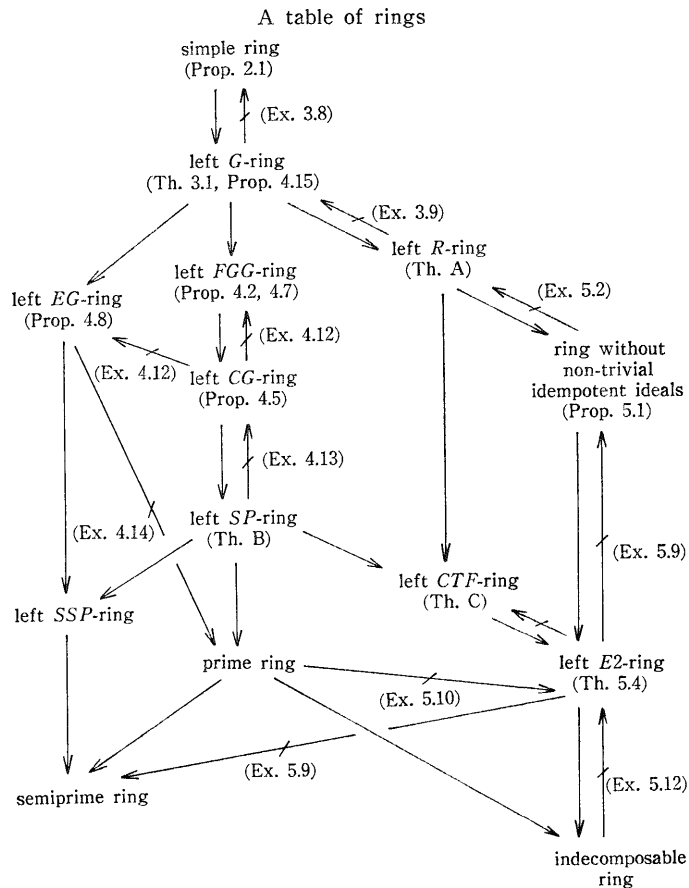 A table of rings
simple ring
(Prop. 2.1)
(Ex. 3.8)
left G-ring
(Th. 3.1, Prop. 4.15)
(Ex. 3.9)
left R-ring
(Th. A)
left FGG-ring
(Prop. 4.2, 4.7)
left EG-ring
(Prop. 4.8)
(Ex. 5.2)
(Ex. 4.12)
(Ex. 4.12)
ring without
non-trivial
idempotent ideals
(Prop. 5.1)
left CG-ring
(Prop. 4.5)
(Ex. 4.13)
left SP-ring
(Th. B)
(Ex. 4.14)
(Ex. 5.9)
left CTF-ring
(Th. C)
left SSP-ring
prime ring
left E2-ring
(Th. 5.4)
(Ex. 5.10)
(Ex. 5.9)
semiprime ring
(Ex. 5.12)
indecomposable
ring